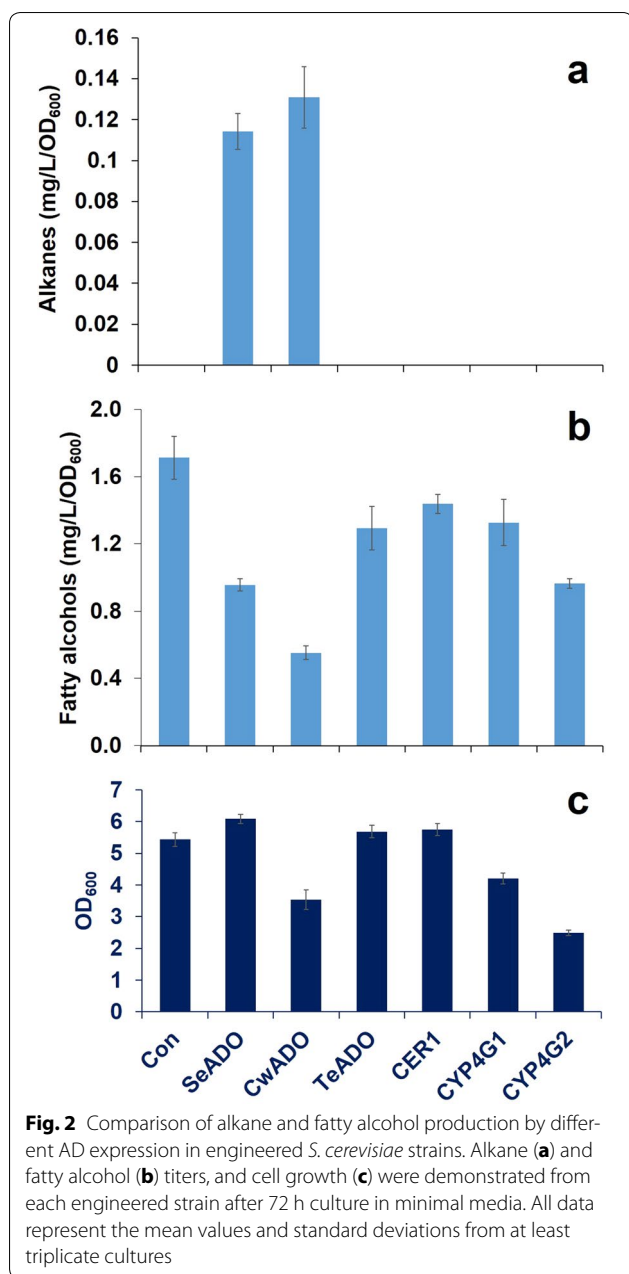 a
Alkanes (mg/L/OD600)
0.16
0.14
0.12
0.10
0.08
0.06
0.04
0.02
0
b
Fatty alcohols (mg/L/OD600)
2.0
1.6
1.2
0.8
0.4
0.0
c
OD600
7
6
5
4
3
2
1
0
Con
SeADO
CwADO
TeADO
CER1
CYP4G1
CYP4G2
Fig. 2 Comparison of alkane and fatty alcohol production by differ-
ent AD expression in engineered S. cerevisiae strains. Alkane (a) and
fatty alcohol (b) titers, and cell growth (c) were demonstrated from
each engineered strain after 72 h culture in minimal media. All data
represent the mean values and standard deviations from at least
triplicate cultures